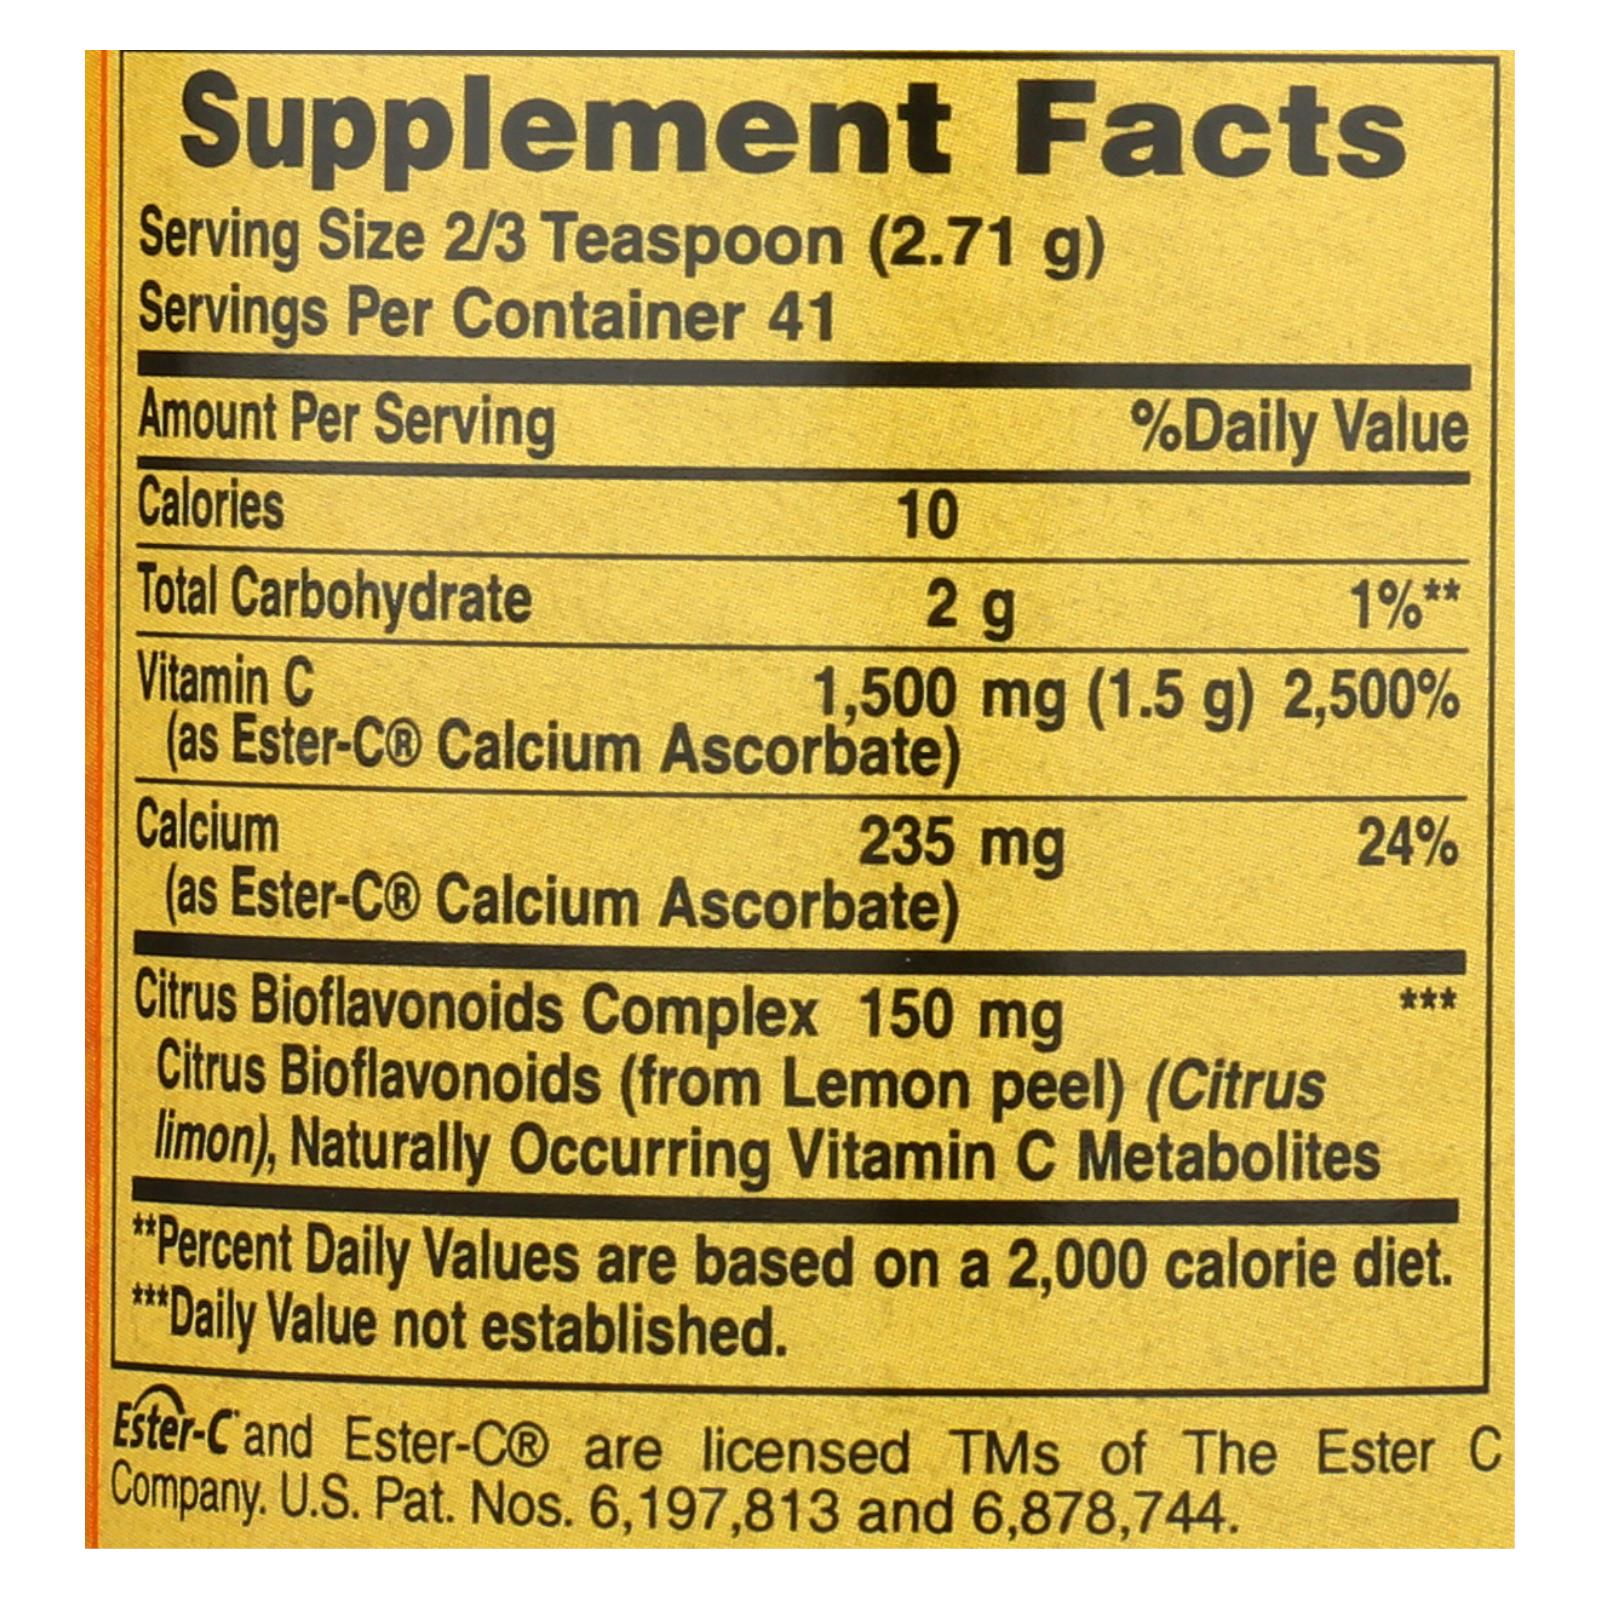 Supplement Facts
Serving Size 2/3 Teaspoon (2.71 g)
Servings Per Container 41
Amount Per Serving %Daily Value
Calories 10
Total Carbohydrate 2 g 1%**
Vitamin C 1,500 mg (1.5 g) 2,500%
(as Ester-C® Calcium Ascorbate)
Calcium 235 mg 24%
(as Ester-C® Calcium Ascorbate)
Citrus Bioflavonoids Complex 150 mg ***
Citrus Bioflavonoids (from Lemon peel) (Citrus
limon), Naturally Occurring Vitamin C Metabolites
**Percent Daily Values are based on a 2,000 calorie diet.
***Daily Value not established.
Ester-C and Ester-C® are licensed TMs of The Ester C
Company. U.S. Pat. Nos. 6,197,813 and 6,878,744.